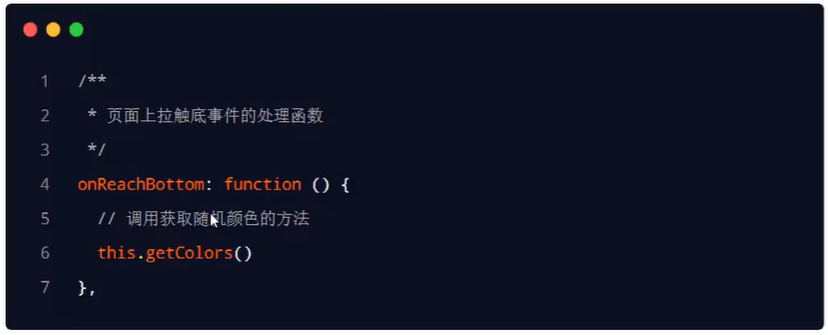 1 /**
2 * 页面上拉触底事件的处理函数
3 */
4 onReachBottom: function () {
5 // 调用获取随机颜色的方法
6 this.getColors()
7 },